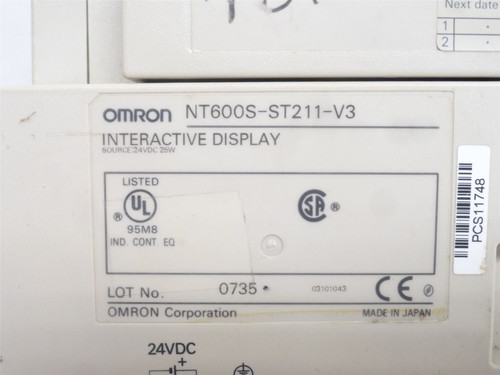 Next date
1
2
OMRON NT600S-ST211-V3
INTERACTIVE DISPLAY
SOURCE:24VDC 25W
LISTED
UL ®
95M8
IND. CONT. EQ
SA ®
LOT No. 0735 03101043 CE
OMRON Corporation MADE IN JAPAN
PCS11748
24VDC